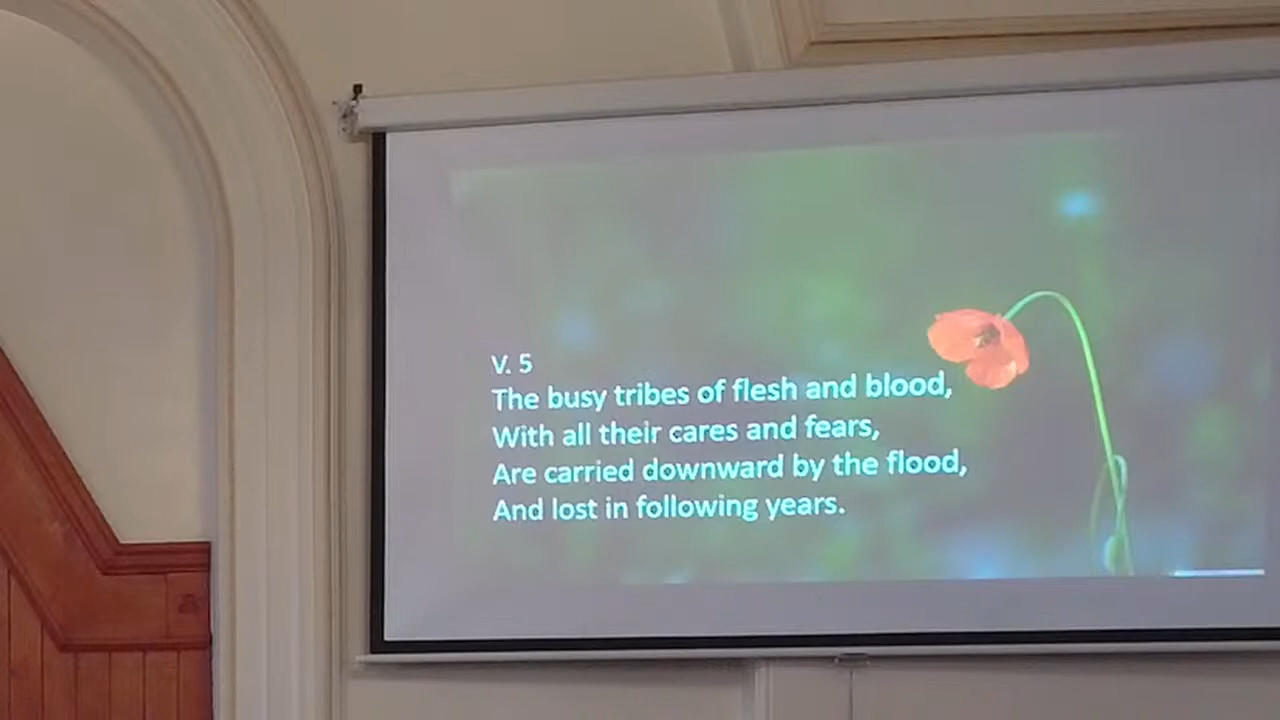 V. 5
The busy tribes of flesh and blood,
With all their cares and fears,
Are carried downward by the flood,
And lost in following years.